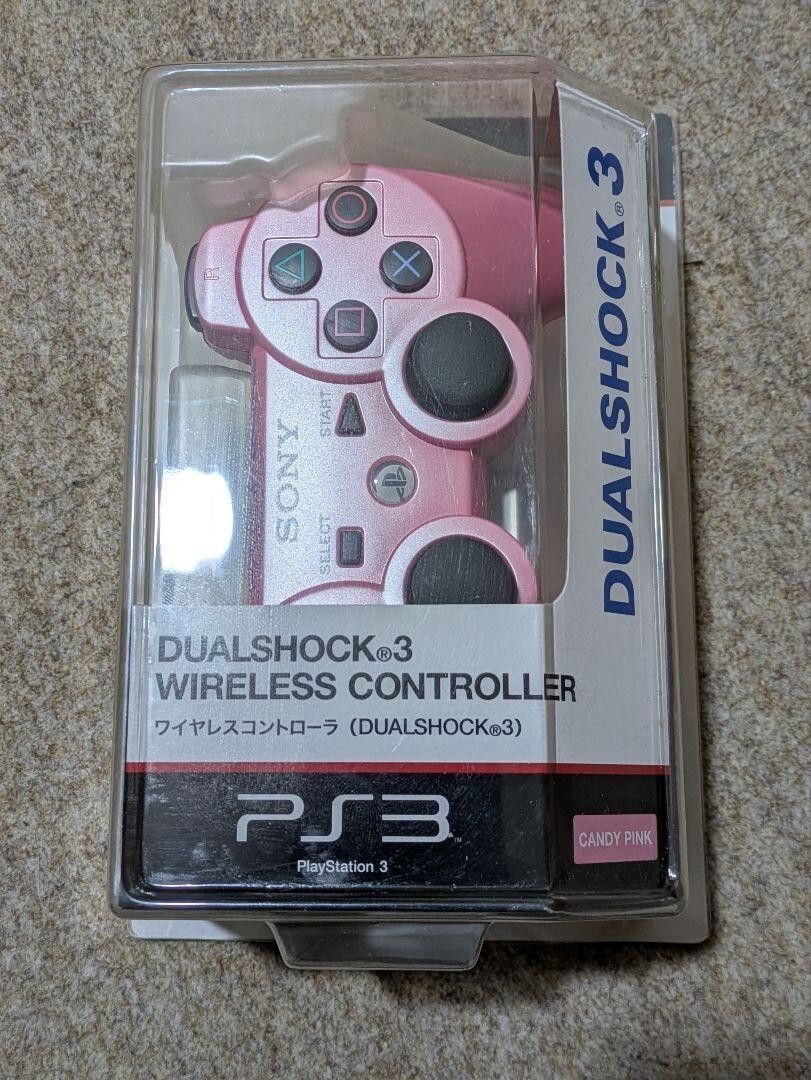 R
START
SONY
SELECT
DUALSHOCK®3
DUALSHOCK®3
WIRELESS CONTROLLER
ワイヤレスコントローラ（DUALSHOCK®3）
PS3™
PlayStation 3
CANDY PINK